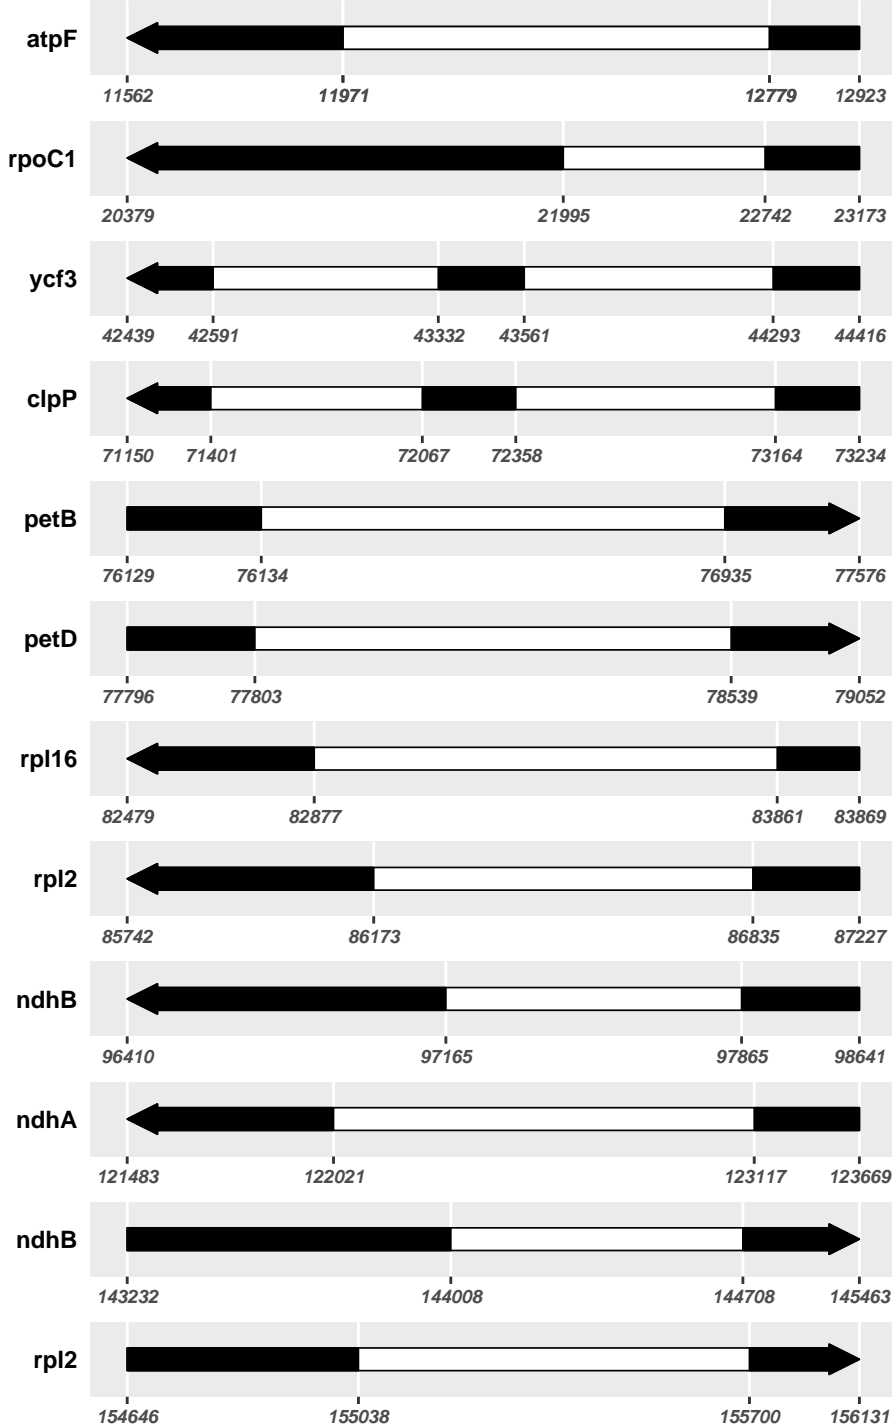 atpF
11562 11971 12779 12923
rpoC1
20379 21995 22742 23173
ycf3
42439 42591 43332 43561 44293 44416
clpP
71150 71401 72067 72358 73164 73234
petB
76129 76134 76935 77576
petD
77796 77803 78539 79052
rpl16
82479 82877 83861 83869
rpl2
85742 86173 86835 87227
ndhB
96410 97165 97865 98641
ndhA
121483 122021 123117 123669
ndhB
143232 144008 144708 145463
rpl2
154646 155038 155700 156131